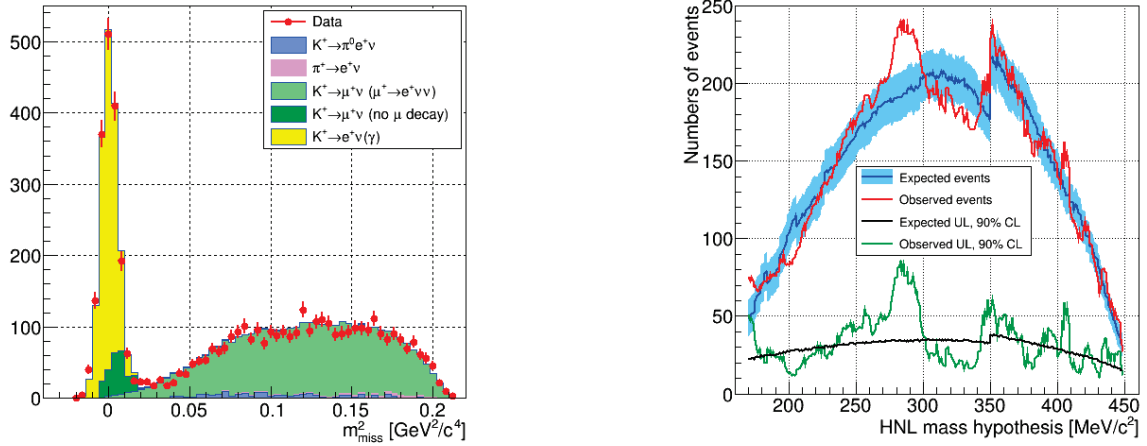 Data
K⁺→π⁰e⁺ν
π⁺→e⁺ν
K⁺→μ⁺ν (μ⁺→e⁺νν)
K⁺→μ⁺ν (no μ decay)
K⁺→e⁺ν(γ)
500
400
300
200
100
0
0 0.05 0.1 0.15 0.2
m²miss [GeV²/c⁴]
Numbers of events
250
200
150
100
50
0
Expected events
Observed events
Expected UL, 90% CL
Observed UL, 90% CL
200 250 300 350 400 450
HNL mass hypothesis [MeV/c²]